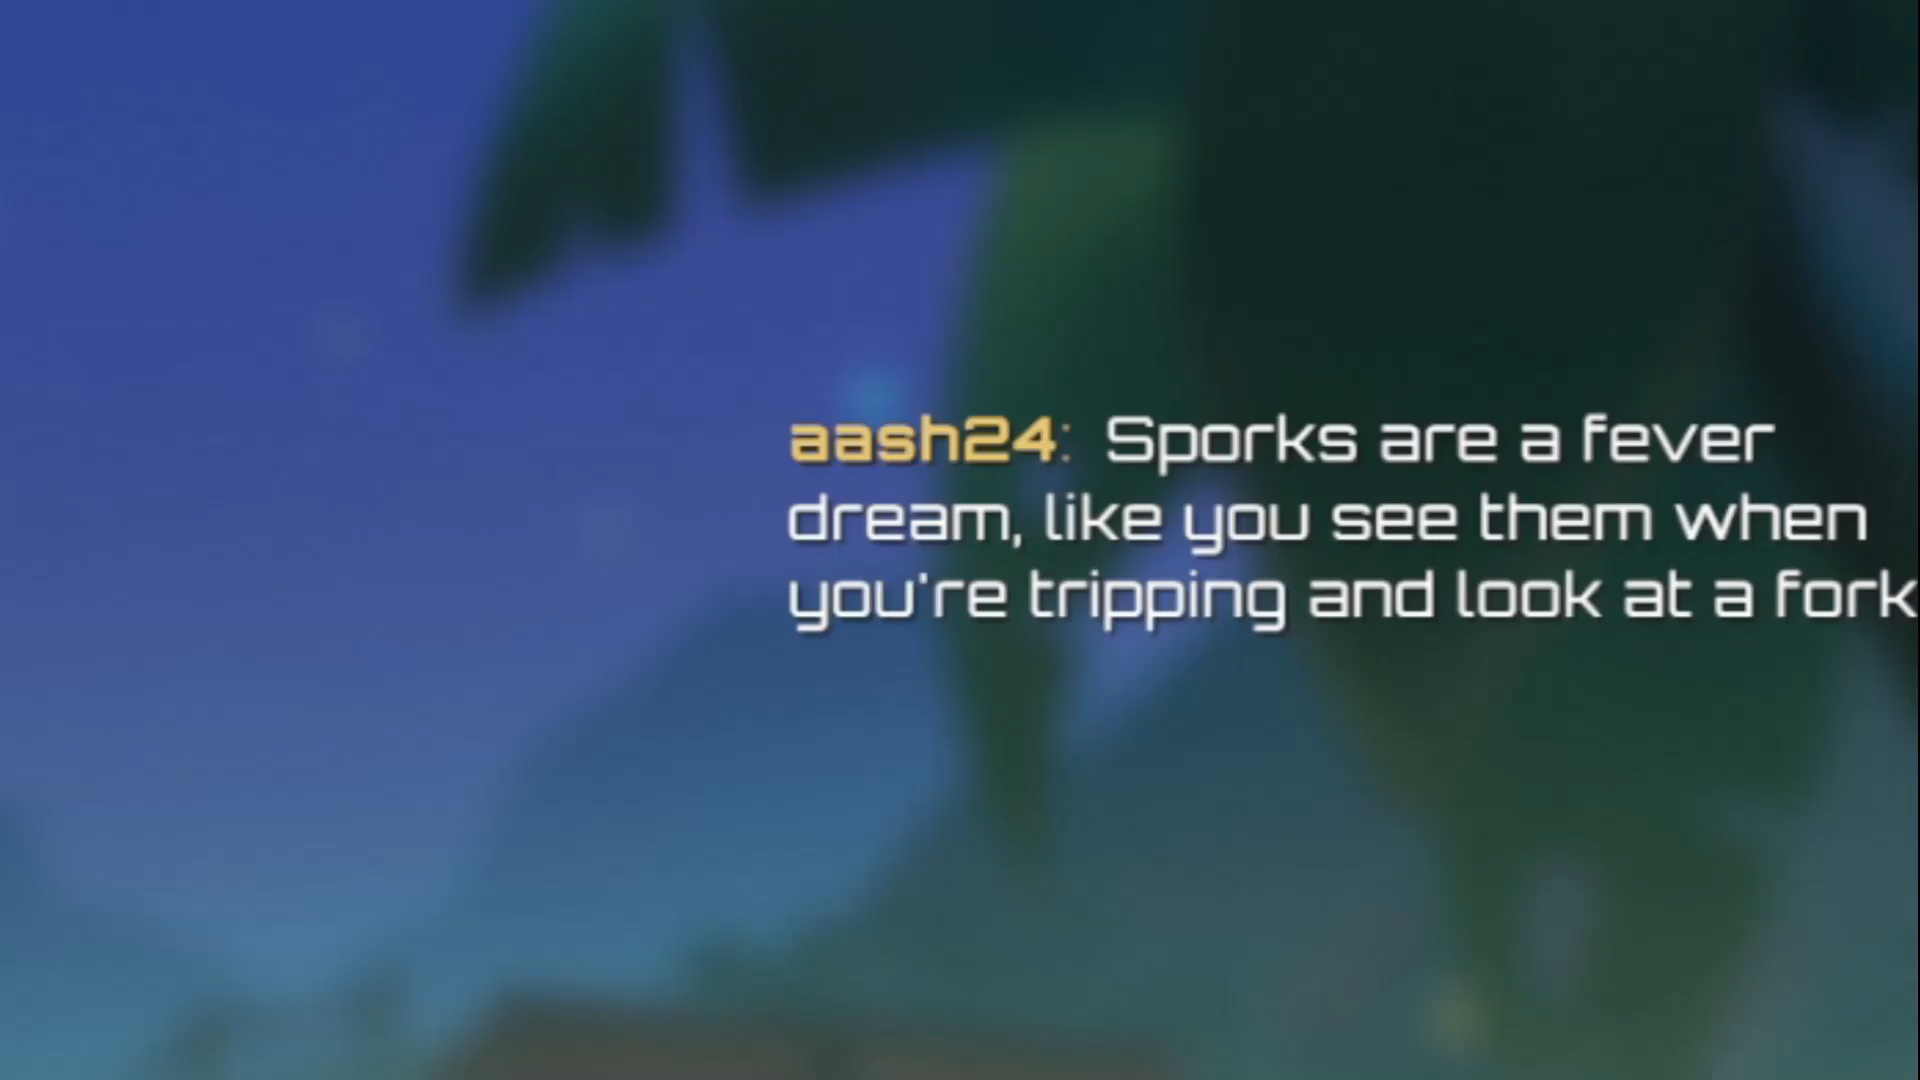 aash24: Sporks are a fever
dream, like you see them when
you're tripping and look at a fork